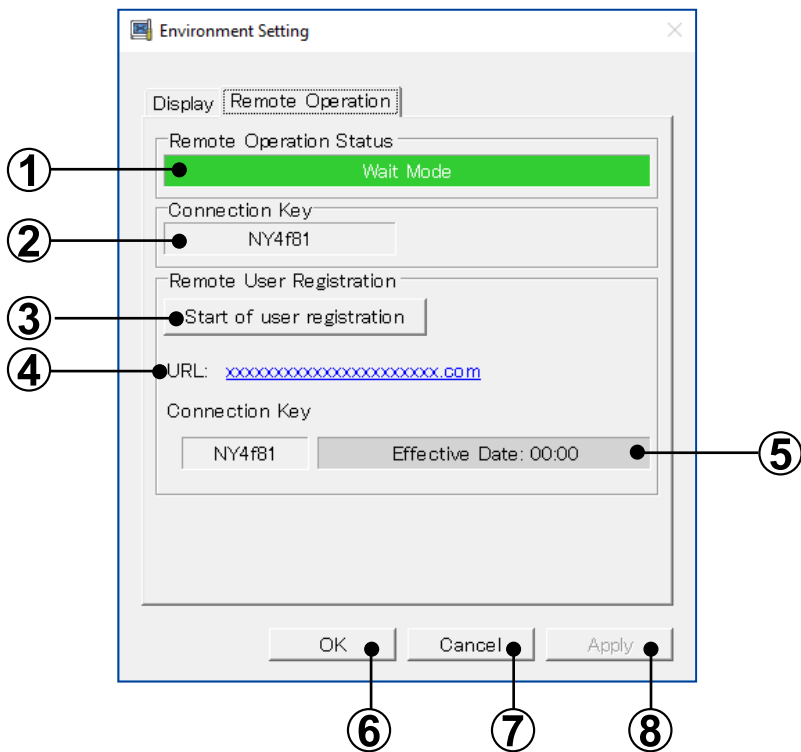 Environment Setting
Display
Remote Operation
Remote Operation Status
1
Wait Mode
Connection Key
2
NY4f81
Remote User Registration
3
Start of user registration
4
URL: xxxxxxxxxxxxxxxxxxxxxx.com
Connection Key
NY4f81
Effective Date: 00:00
5
OK
Cancel
Apply
6
7
8